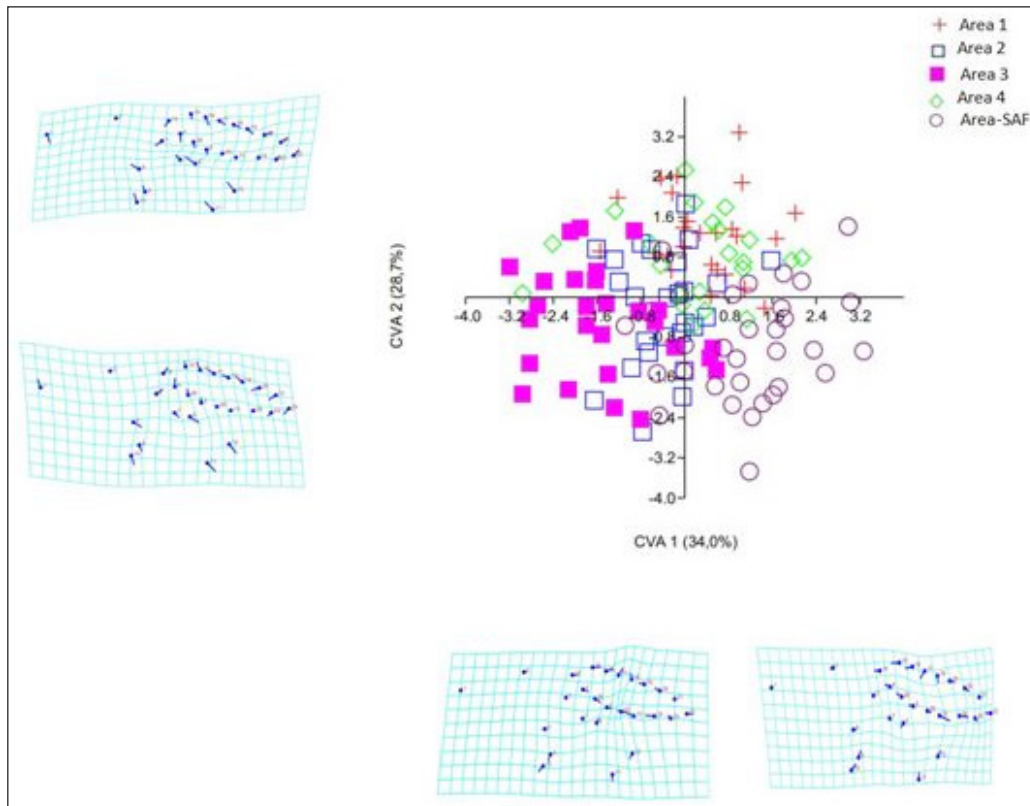 Area 1
Area 2
Area 3
Area 4
Area-SAF
3.2
2.4
1.6
0.8
-4.0 -3.2 -2.4 -1.6 -0.8 0.8 1.6 2.4 3.2
-0.8
-1.6
-2.4
-3.2
-4.0
CVA 2 (28,7%)
CVA 1 (34,0%)